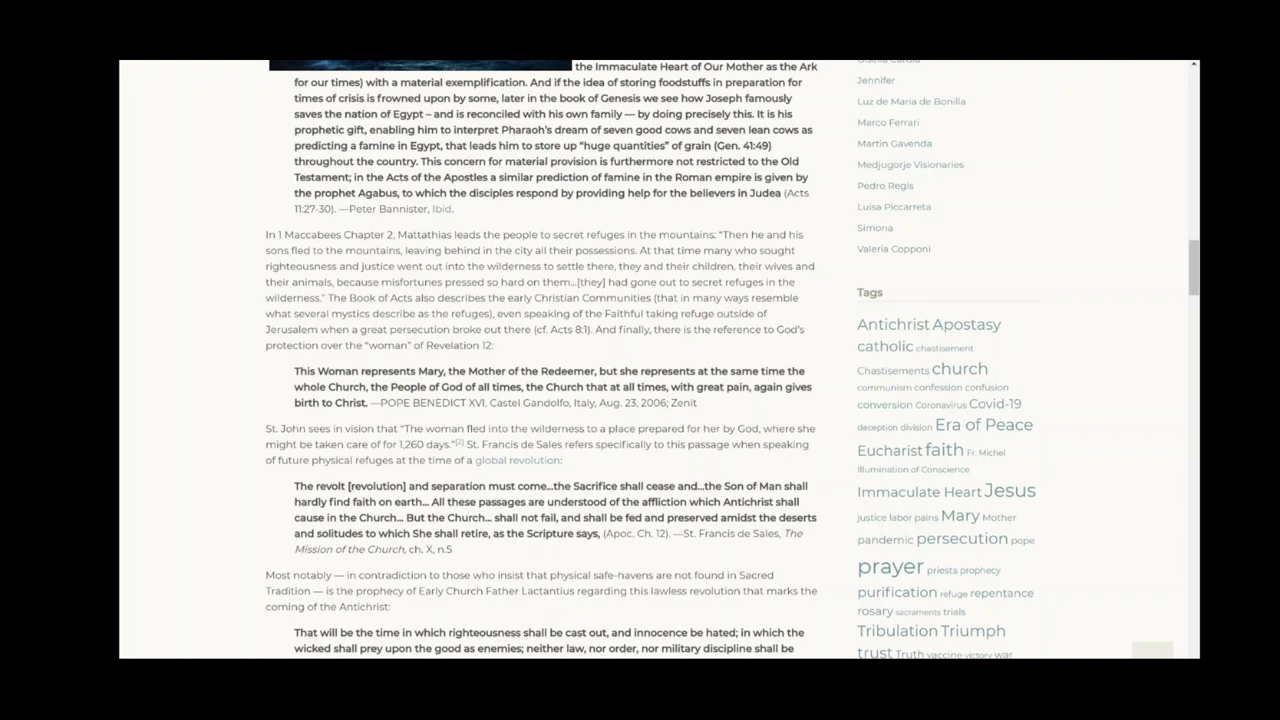 the Immaculate Heart of Our Mother as the Ark
for our times) with a material exemplification. And if the idea of storing foodstuffs in preparation for
times of crisis is frowned upon by some, later in the book of Genesis we see how Joseph famously
saves the nation of Egypt – and is reconciled with his own family — by doing precisely this. It is his
prophetic gift, enabling him to interpret Pharaoh's dream of seven good cows and seven lean cows as
predicting a famine in Egypt, that leads him to store up “huge quantities” of grain (Gen. 41:49)
throughout the country. This concern for material provision is furthermore not restricted to the Old
Testament; in the Acts of the Apostles a similar prediction of famine in the Roman empire is given by
the prophet Agabus, to which the disciples respond by providing help for the believers in Judea (Acts
11:27-30). —Peter Bannister, Ibid.
In 1 Maccabees Chapter 2, Mattathias leads the people to secret refuges in the mountains: “Then he and his
sons fled to the mountains, leaving behind in the city all their possessions. At that time many who sought
righteousness and justice went out into the wilderness to settle there, they and their children, their wives and
their animals, because misfortunes pressed so hard on them...[they] had gone out to secret refuges in the
wilderness.” The Book of Acts also describes the early Christian Communities (that in many ways resemble
what several mystics describe as the refuges), even speaking of the Faithful taking refuge outside of
Jerusalem when a great persecution broke out there (cf. Acts 8:1). And finally, there is the reference to God's
protection over the “woman” of Revelation 12:
This Woman represents Mary, the Mother of the Redeemer, but she represents at the same time the
whole Church, the People of God of all times, the Church that at all times, with great pain, again gives
birth to Christ. —POPE BENEDICT XVI, Castel Gandolfo, Italy, Aug. 23, 2006; Zenit
St. John sees in vision that “The woman fled into the wilderness to a place prepared for her by God, where she
might be taken care of for 1,260 days.”[2] St. Francis de Sales refers specifically to this passage when speaking
of future physical refuges at the time of a global revolution:
The revolt [revolution] and separation must come...the Sacrifice shall cease and...the Son of Man shall
hardly find faith on earth... All these passages are understood of the affliction which Antichrist shall
cause in the Church... But the Church... shall not fail, and shall be fed and preserved amidst the deserts
and solitudes to which She shall retire, as the Scripture says, (Apoc. Ch. 12). —St. Francis de Sales, The
Mission of the Church, ch. X, n.5
Most notably — in contradiction to those who insist that physical safe-havens are not found in Sacred
Tradition — is the prophecy of Early Church Father Lactantius regarding this lawless revolution that marks the
coming of the Antichrist:
That will be the time in which righteousness shall be cast out, and innocence be hated; in which the
wicked shall prey upon the good as enemies; neither law, nor order, nor military discipline shall be
Gisella Cardia
Jennifer
Luz de Maria de Bonilla
Marco Ferrari
Martin Gavenda
Medjugorje Visionaries
Pedro Regis
Luisa Piccarreta
Simona
Valeria Copponi
Tags
Antichrist Apostasy
catholic chastisement
Chastisements church
communism confession confusion
conversion Coronavirus Covid-19
deception division Era of Peace
Eucharist faith Fr. Michel
Illumination of Conscience
Immaculate Heart Jesus
justice labor pains Mary Mother
pandemic persecution pope
prayer priests prophecy
purification refuge repentance
rosary sacraments trials
Tribulation Triumph
trust Truth vaccine victory war